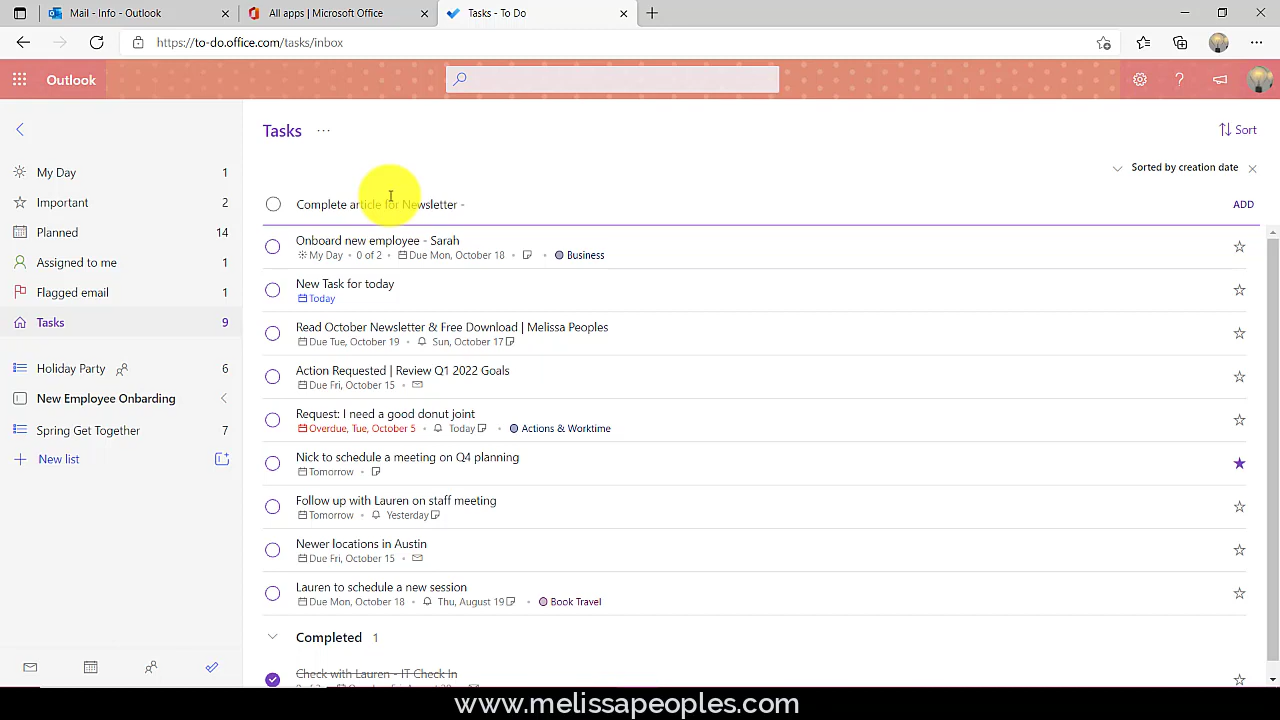 Mail - Info - Outlook
All apps | Microsoft Office
Tasks - To Do
https://to-do.office.com/tasks/inbox
Outlook
Tasks ...
Sort
Sorted by creation date
My Day 1
Important 2
Planned 14
Assigned to me 1
Flagged email 1
Tasks 9
Holiday Party 6
New Employee Onbarding
Spring Get Together 7
New list
Complete article for Newsletter -
ADD
Onboard new employee - Sarah
My Day • 0 of 2 • Due Mon, October 18 • • Business
New Task for today
Today
Read October Newsletter & Free Download | Melissa Peoples
Due Tue, October 19 • Sun, October 17
Action Requested | Review Q1 2022 Goals
Due Fri, October 15 •
Request: I need a good donut joint
Overdue, Tue, October 5 • Today • Actions & Worktime
Nick to schedule a meeting on Q4 planning
Tomorrow •
Follow up with Lauren on staff meeting
Tomorrow • Yesterday
Newer locations in Austin
Due Fri, October 15 •
Lauren to schedule a new session
Due Mon, October 18 • Thu, August 19 • Book Travel
Completed 1
Check with Lauren - IT Check In
www.melissapeoples.com